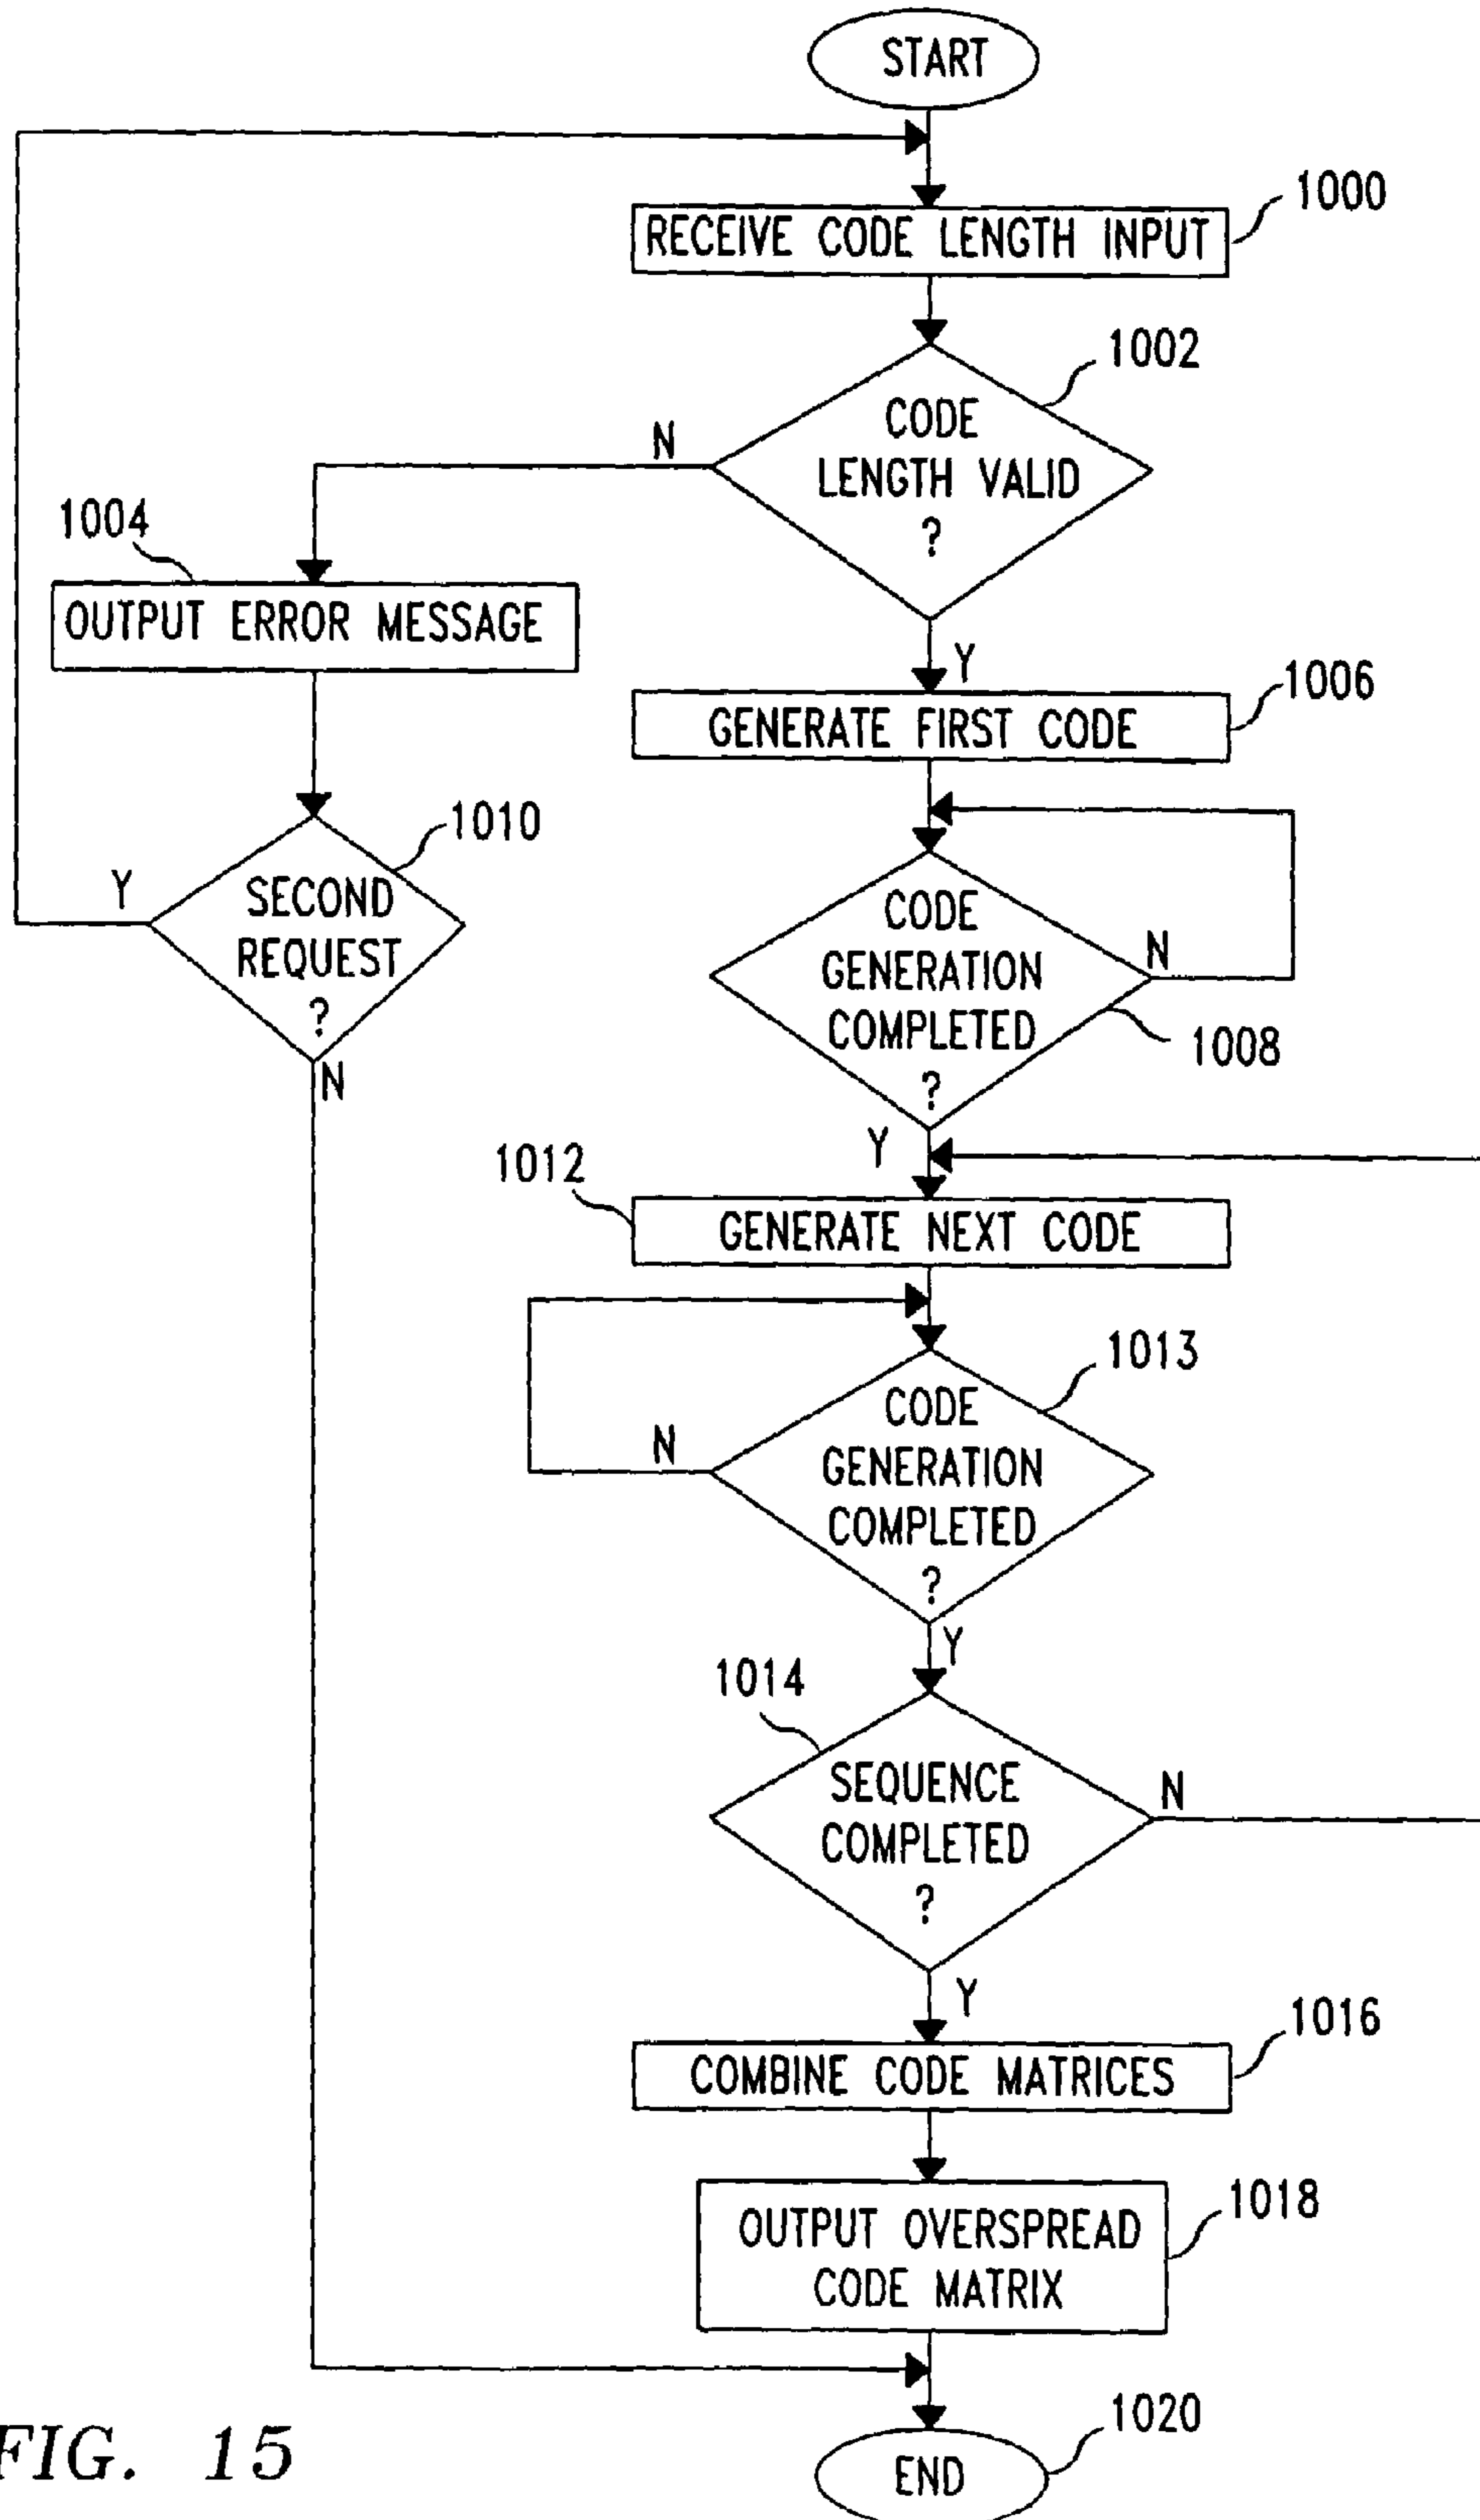 START
1000
RECEIVE CODE LENGTH INPUT
1002
CODE
LENGTH VALID
?
N
Y
1004
OUTPUT ERROR MESSAGE
1006
GENERATE FIRST CODE
1010
SECOND
REQUEST
?
Y
N
CODE
GENERATION
COMPLETED
?
N
1008
Y
1012
GENERATE NEXT CODE
1013
CODE
GENERATION
COMPLETED
?
N
Y
1014
SEQUENCE
COMPLETED
?
N
Y
1016
COMBINE CODE MATRICES
1018
OUTPUT OVERSPREAD
CODE MATRIX
1020
END
FIG. 15